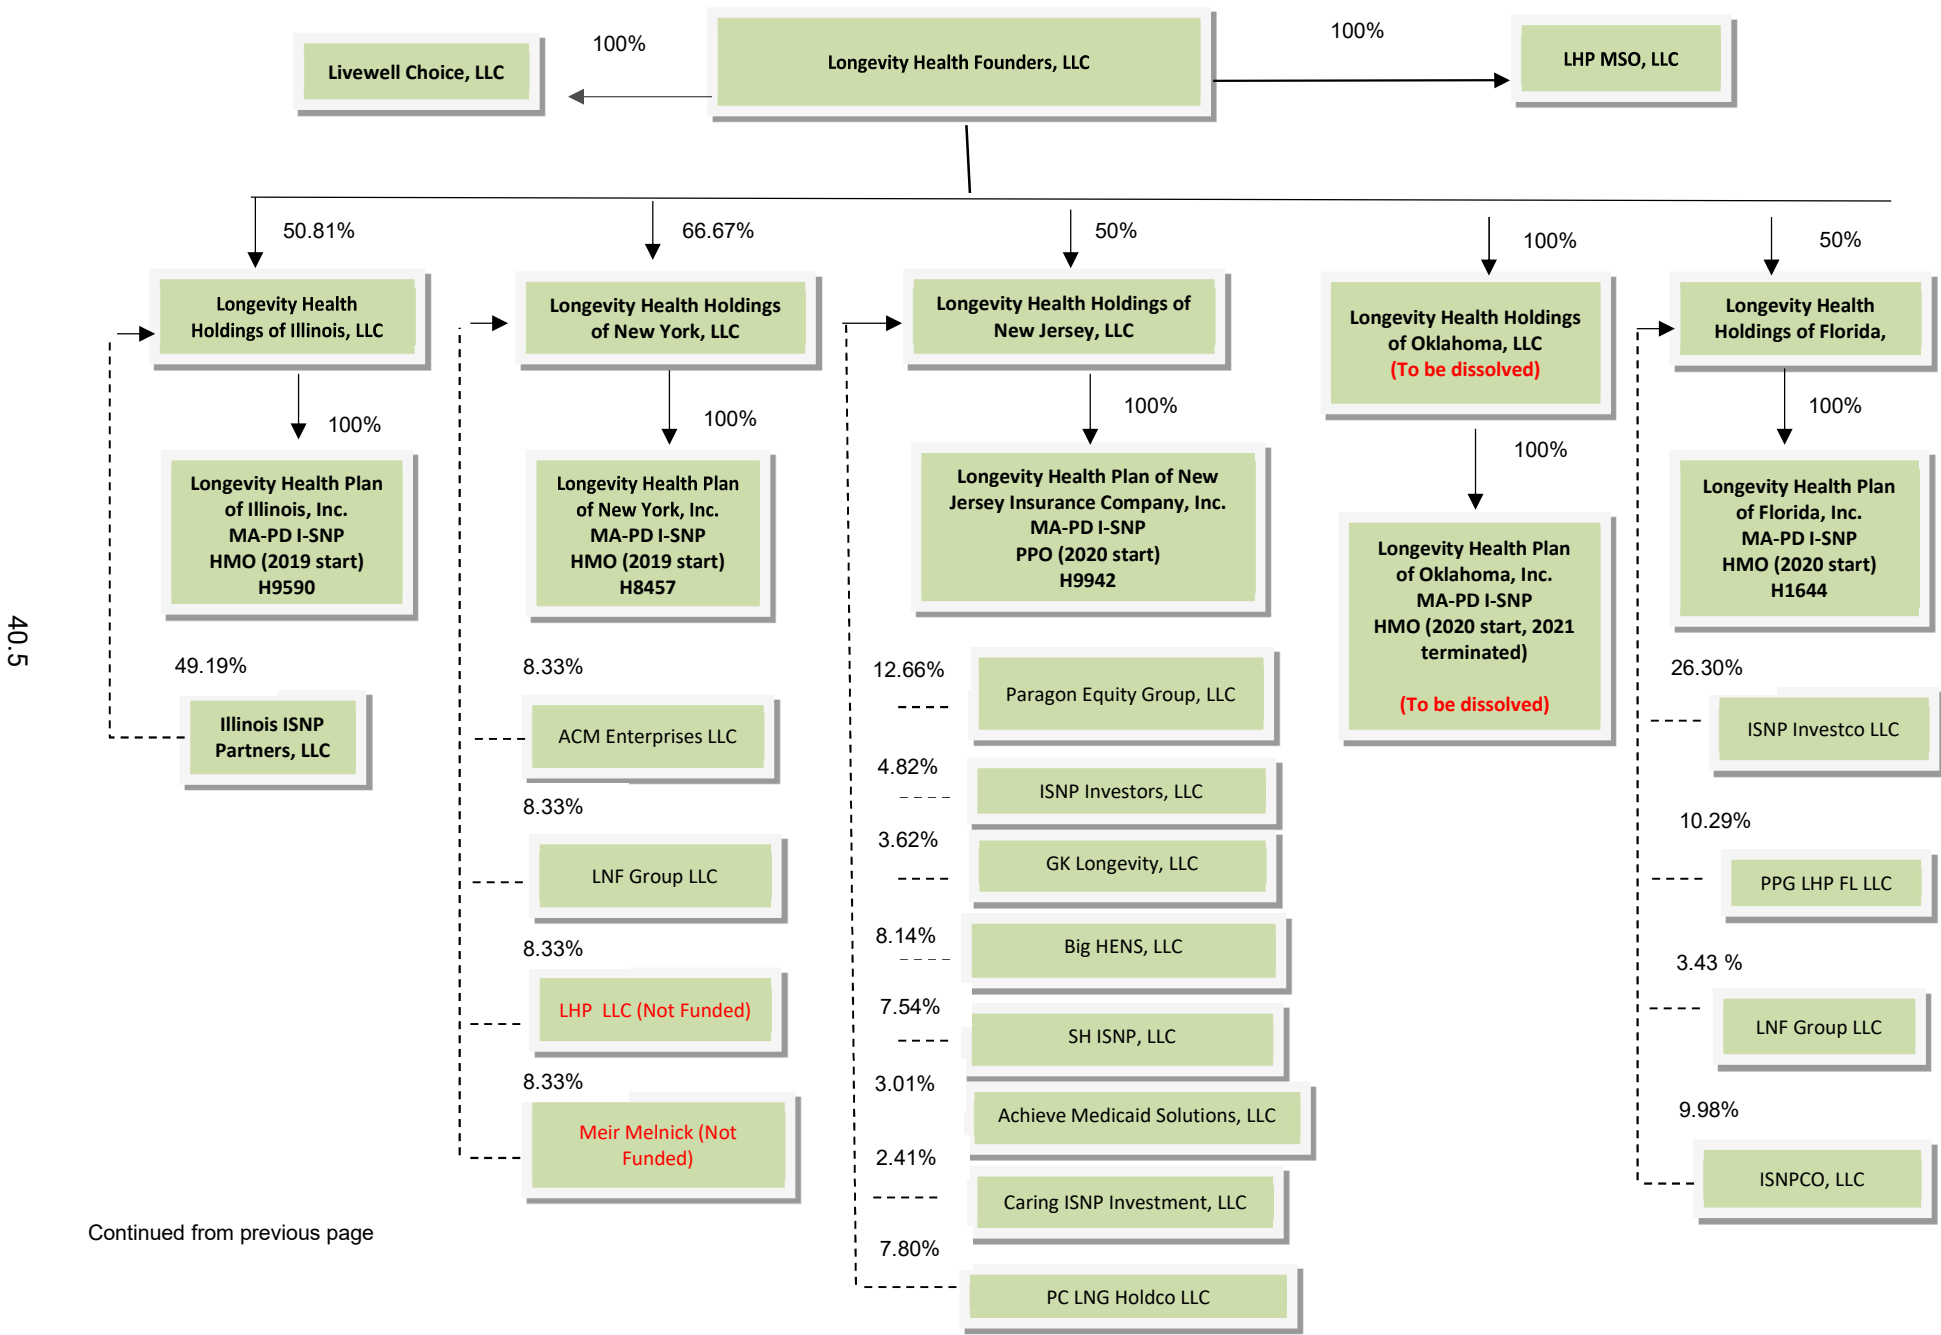 100%
Livewell Choice, LLC
Longevity Health Founders, LLC
100%
LHP MSO, LLC
50.81%
66.67%
50%
100%
50%
Longevity Health
Holdings of Illinois, LLC
Longevity Health Holdings
of New York, LLC
Longevity Health Holdings of
New Jersey, LLC
Longevity Health Holdings
of Oklahoma, LLC
(To be dissolved)
Longevity Health
Holdings of Florida,
100%
100%
100%
100%
100%
Longevity Health Plan
of Illinois, Inc.
MA-PD I-SNP
HMO (2019 start)
H9590
Longevity Health Plan
of New York, Inc.
MA-PD I-SNP
HMO (2019 start)
H8457
Longevity Health Plan of New
Jersey Insurance Company, Inc.
MA-PD I-SNP
PPO (2020 start)
H9942
Longevity Health Plan
of Oklahoma, Inc.
MA-PD I-SNP
HMO (2020 start, 2021
terminated)
(To be dissolved)
Longevity Health Plan
of Florida, Inc.
MA-PD I-SNP
HMO (2020 start)
H1644
40.5
49.19%
Illinois ISNP
Partners, LLC
8.33%
ACM Enterprises LLC
8.33%
LNF Group LLC
8.33%
LHP  LLC (Not Funded)
8.33%
Meir Melnick (Not
Funded)
12.66%
Paragon Equity Group, LLC
4.82%
ISNP Investors, LLC
3.62%
GK Longevity, LLC
8.14%
Big HENS, LLC
7.54%
SH ISNP, LLC
3.01%
Achieve Medicaid Solutions, LLC
2.41%
Caring ISNP Investment, LLC
7.80%
PC LNG Holdco LLC
26.30%
ISNP Investco LLC
10.29%
PPG LHP FL LLC
3.43 %
LNF Group LLC
9.98%
ISNPCO, LLC
Continued from previous page